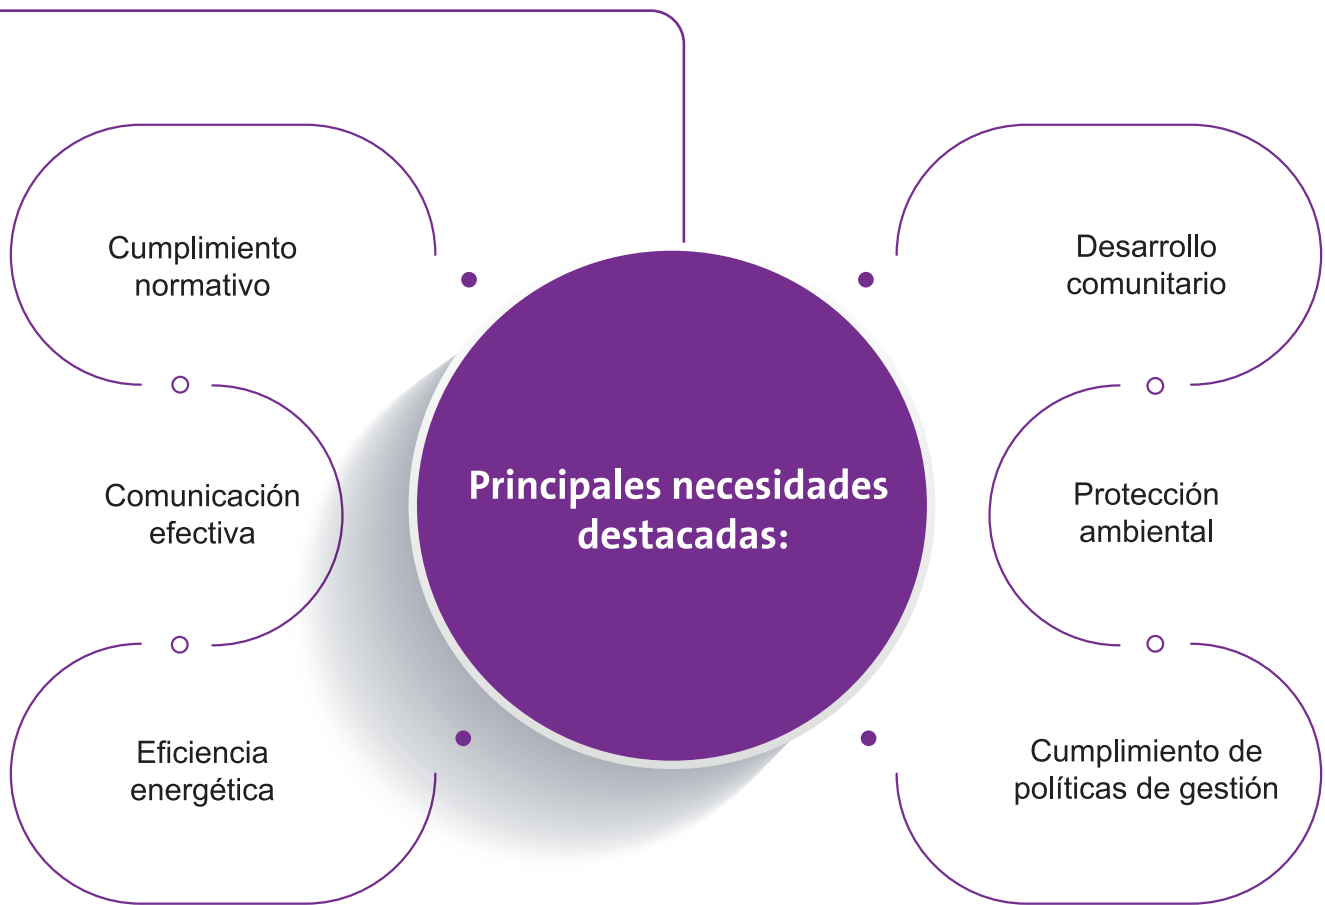 Cumplimiento
normativo
Comunicación
efectiva
Eficiencia
energética
Principales necesidades
destacadas:
Desarrollo
comunitario
Protección
ambiental
Cumplimiento de
políticas de gestión